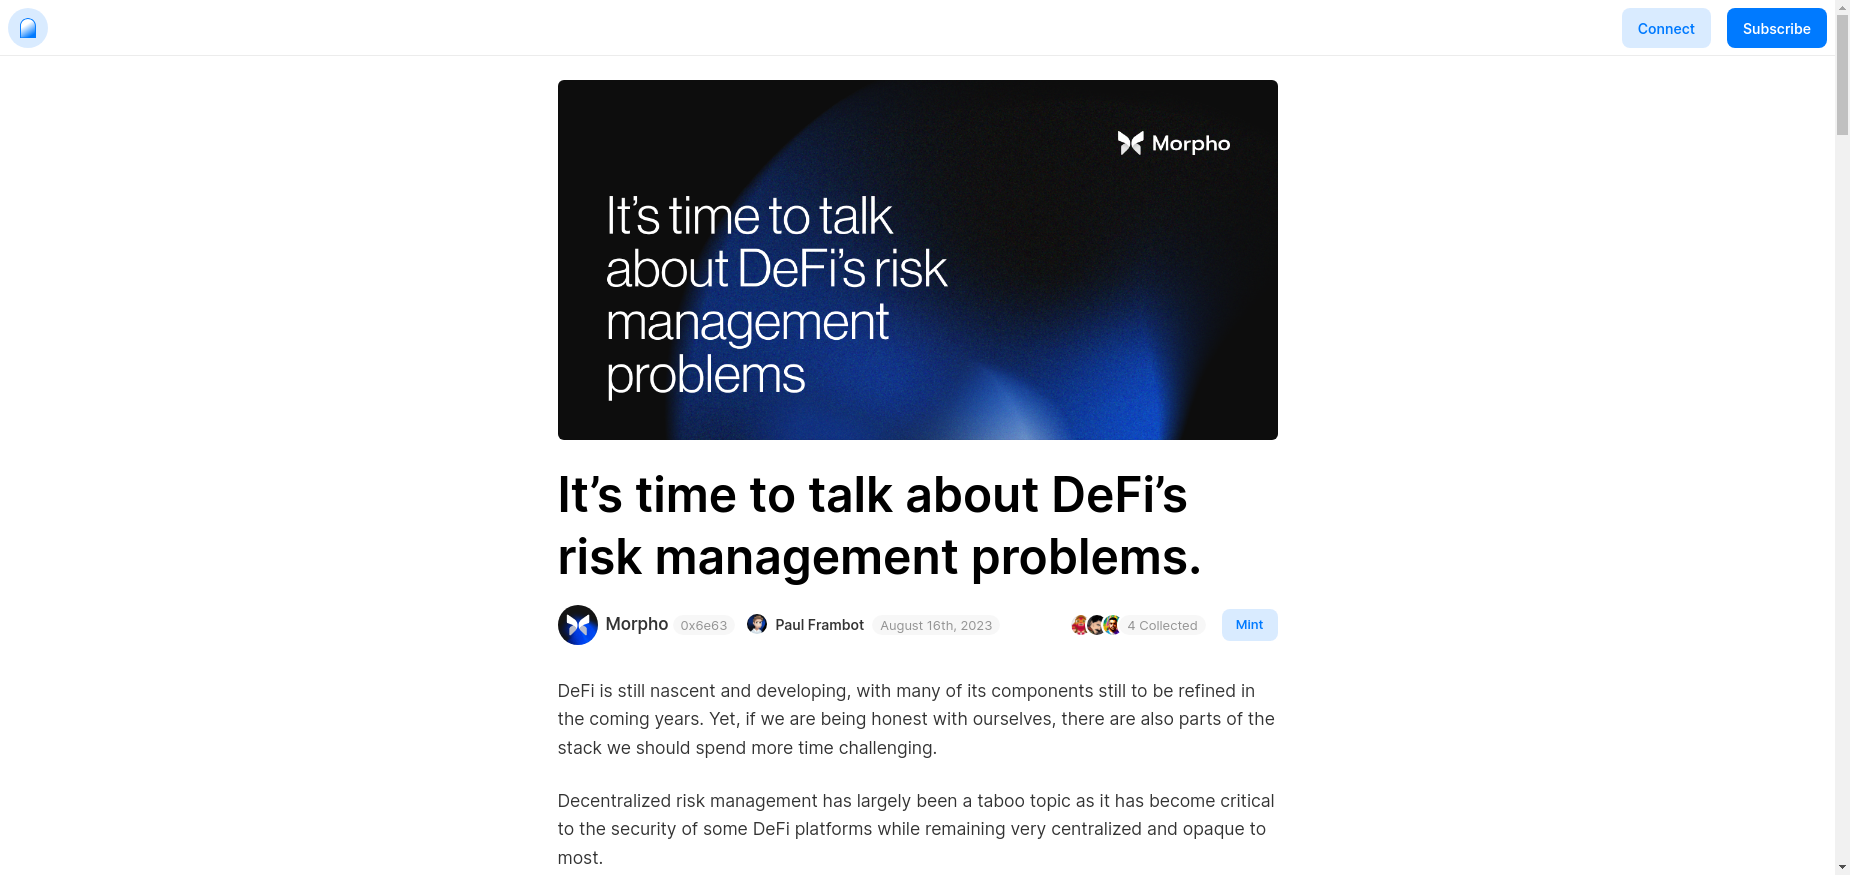 Connect
Subscribe
Morpho
It’s time to talk
about DeFi’s risk
management
problems
It’s time to talk about DeFi’s
risk management problems.
Morpho 0x6e63 Paul Frambot August 16th, 2023 4 Collected Mint
DeFi is still nascent and developing, with many of its components still to be refined in
the coming years. Yet, if we are being honest with ourselves, there are also parts of the
stack we should spend more time challenging.
Decentralized risk management has largely been a taboo topic as it has become critical
to the security of some DeFi platforms while remaining very centralized and opaque to
most.